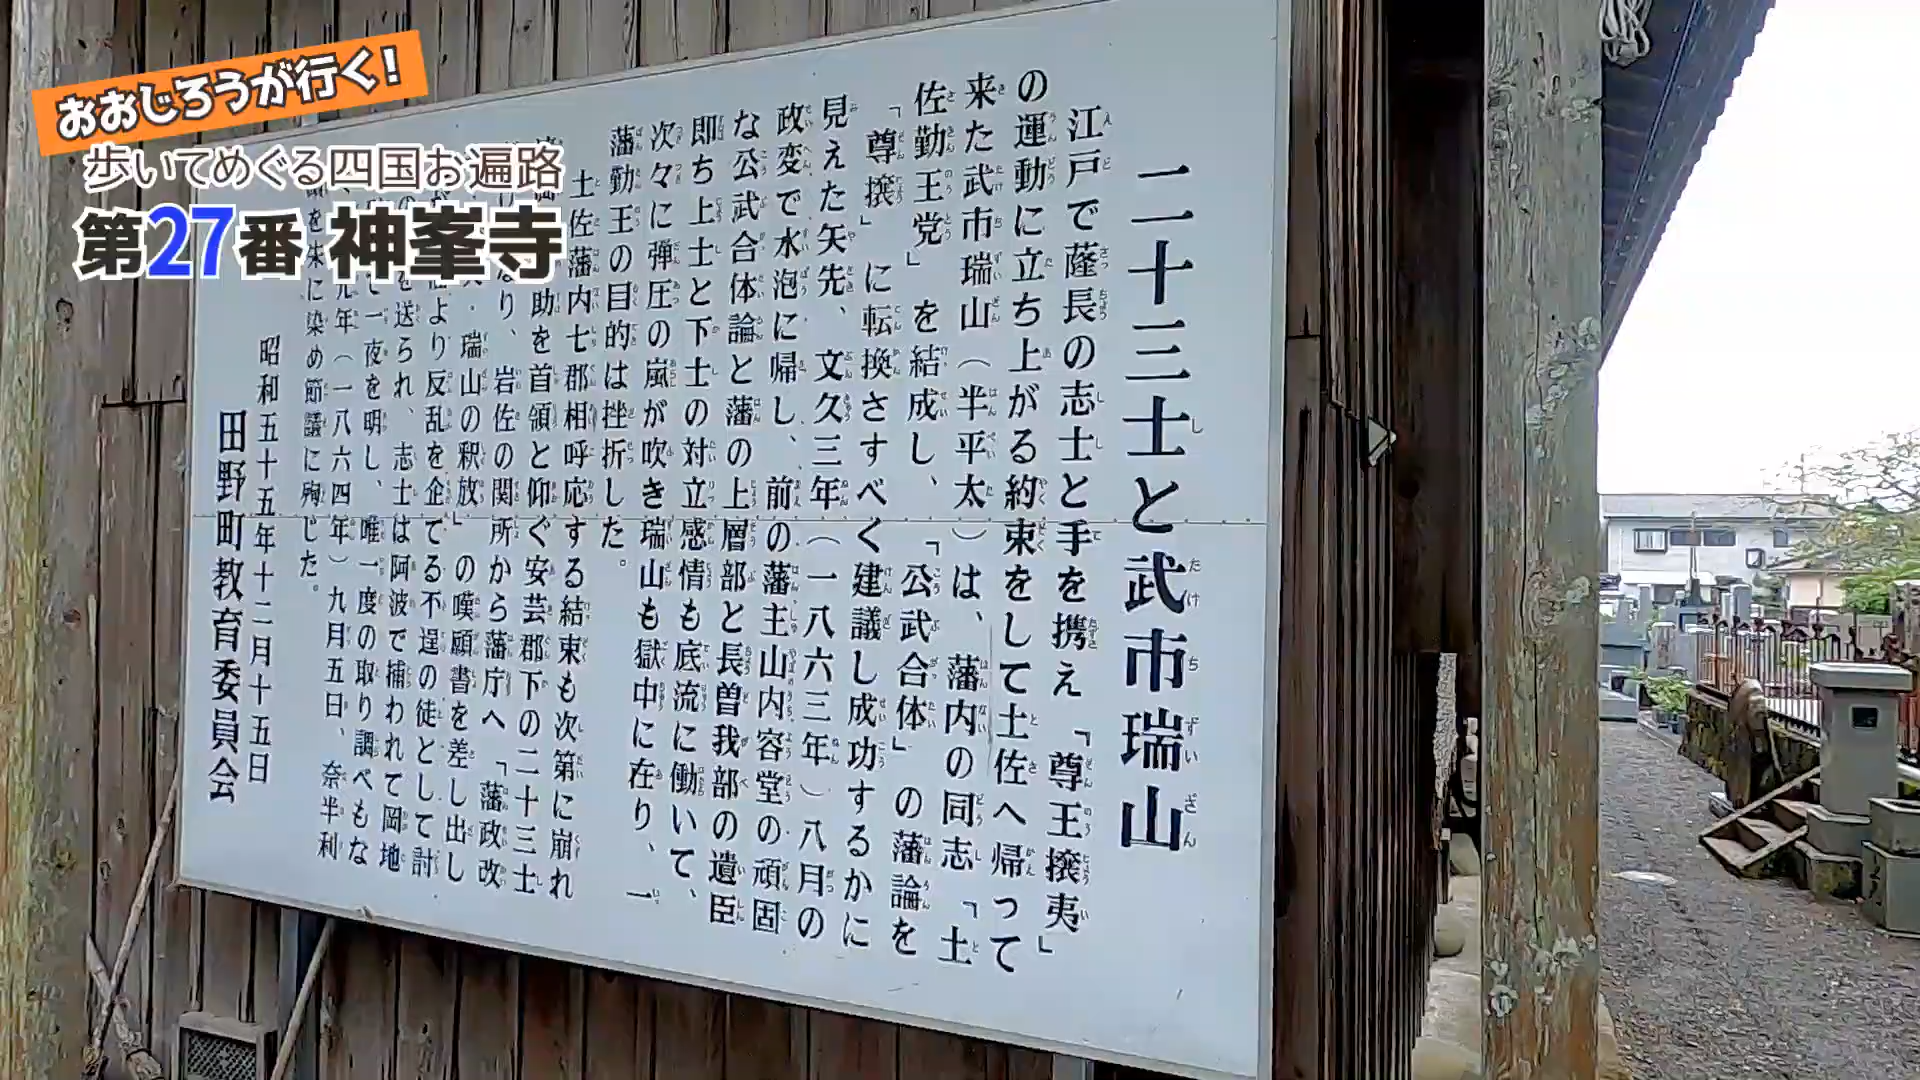 おおじろうが行く!
歩いてめぐる四国お遍路
第27番 神峯寺
二十三士と武市瑞山
江戸で薩長の志士と手を携え「尊王攘夷」
の運動に立ち上がる約束をして土佐へ帰って
来た武市瑞山(半平太)は、藩内の同志「土
佐勤王党」を結成し、「公武合体」の藩論を
「尊攘」に転換さすべく建議し成功するかに
見えた矢先、文久三年(一八六三年)八月の
政変で水泡に帰し、前の藩主山内容堂の頑固
な公武合体論と藩の上層部と長曽我部の遺臣
即ち上士と下士の対立感情も底流に働いて、
次々に弾圧の嵐が吹き瑞山も獄中に在り、一
藩勤王の目的は挫折した。
土佐藩内七郡相呼応する結束も次第に崩れ
助を首領と仰ぐ安芸郡下の二十三士
り、岩佐の関所から藩庁へ「藩政改
・瑞山の釈放」の嘆願書を差し出し
より反乱を企てる不逞の徒として討
を送られ、志士は阿波で捕われて岡地
て一夜を明し、唯一度の取り調べもな
元年(一八六四年)九月五日、奈半利
を朱に染め節議に殉じた。
昭和五十五年十二月十五日
田野町教育委員会